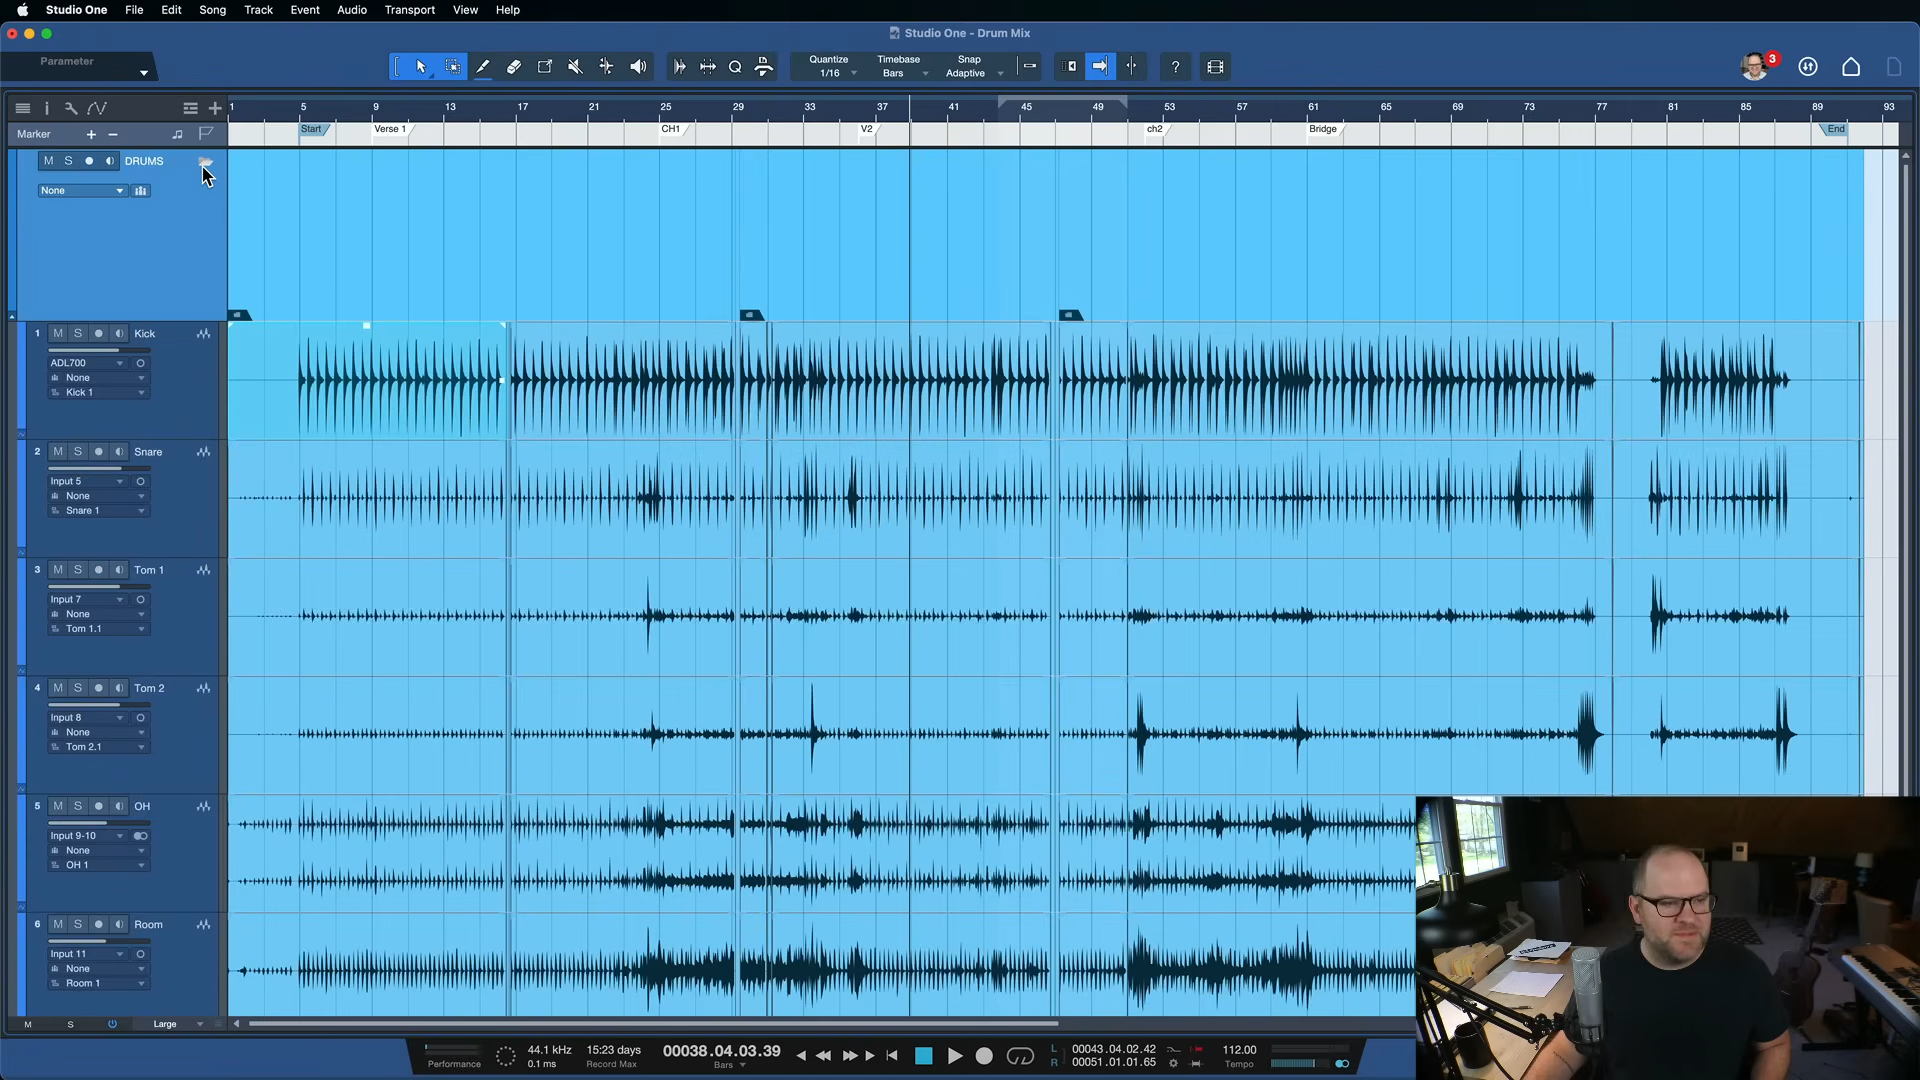 Studio One File Edit Song Track Event Audio Transport View Help
Studio One - Drum Mix
Parameter
Quantize Timebase Snap
1/16 Bars Adaptive
?
3
1 5 9 13 17 21 25 29 33 37 41 45 49 53 57 61 65 69 73 77 81 85 89 93
Marker + − Start Verse 1 CH1 V2 ch2 Bridge End
M S DRUMS
None
1 M S Kick
ADL700
None
Kick 1
2 M S Snare
Input 5
None
Snare 1
3 M S Tom 1
Input 7
None
Tom 1.1
4 M S Tom 2
Input 8
None
Tom 2.1
5 M S OH
Input 9-10
None
OH 1
6 M S Room
Input 11
None
Room 1
M S Large
44.1 kHz 15:23 days 00038.04.03.39 L 00043.04.02.42 112.00
Performance 0.1 ms Record Max Bars R 00051.01.01.65 Tempo